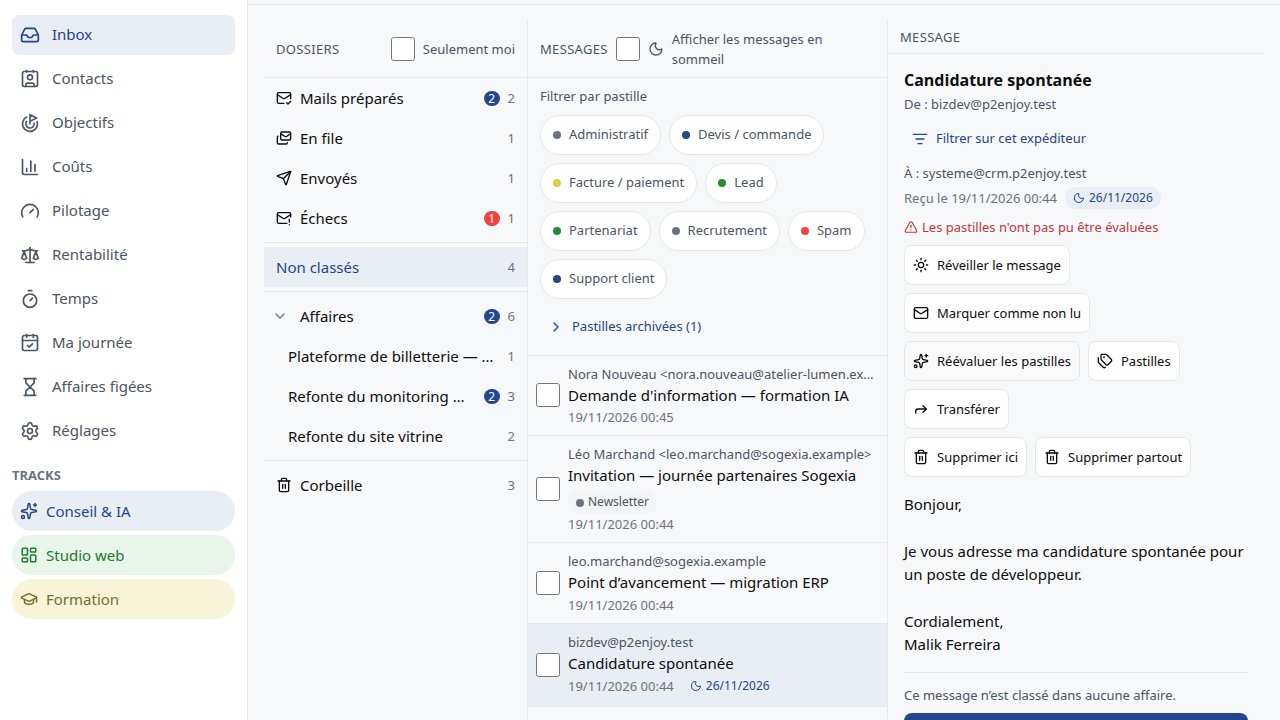 Inbox
Contacts
Objectifs
Coûts
Pilotage
Rentabilité
Temps
Ma journée
Affaires figées
Réglages
TRACKS
Conseil & IA
Studio web
Formation
DOSSIERS
Seulement moi
Mails préparés
2
2
En file
1
Envoyés
1
Échecs
1
1
Non classés
4
Affaires
2
6
Plateforme de billetterie — ...
1
Refonte du monitoring ...
2
3
Refonte du site vitrine
2
Corbeille
3
MESSAGES
Afficher les messages en
sommeil
Filtrer par pastille
Administratif
Devis / commande
Facture / paiement
Lead
Partenariat
Recrutement
Spam
Support client
Pastilles archivées (1)
Nora Nouveau <nora.nouveau@atelier-lumen.ex...
Demande d'information — formation IA
19/11/2026 00:45
Léo Marchand <leo.marchand@sogexia.example>
Invitation — journée partenaires Sogexia
Newsletter
19/11/2026 00:44
leo.marchand@sogexia.example
Point d’avancement — migration ERP
19/11/2026 00:44
bizdev@p2enjoy.test
Candidature spontanée
19/11/2026 00:44
26/11/2026
MESSAGE
Candidature spontanée
De : bizdev@p2enjoy.test
Filtrer sur cet expéditeur
À : systeme@crm.p2enjoy.test
Reçu le 19/11/2026 00:44
26/11/2026
Les pastilles n'ont pas pu être évaluées
Réveiller le message
Marquer comme non lu
Réévaluer les pastilles
Pastilles
Transférer
Supprimer ici
Supprimer partout
Bonjour,
Je vous adresse ma candidature spontanée pour
un poste de développeur.
Cordialement,
Malik Ferreira
Ce message n’est classé dans aucune affaire.